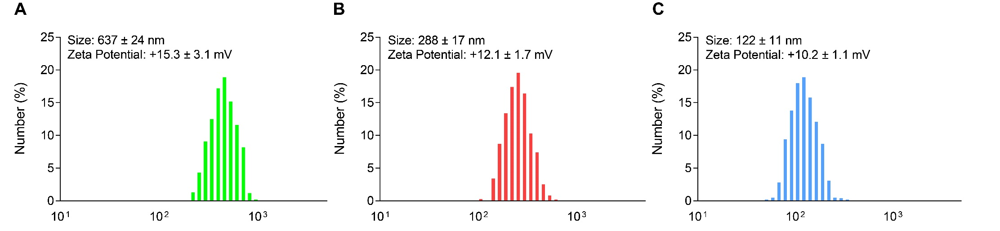 A
B
C
Size: 637 ± 24 nm
Zeta Potential: +15.3 ± 3.1 mV
Number (%)
25
20
15
10
5
0
10¹
10²
10³
Size: 288 ± 17 nm
Zeta Potential: +12.1 ± 1.7 mV
Number (%)
25
20
15
10
5
0
10¹
10²
10³
Size: 122 ± 11 nm
Zeta Potential: +10.2 ± 1.1 mV
Number (%)
25
20
15
10
5
0
10¹
10²
10³